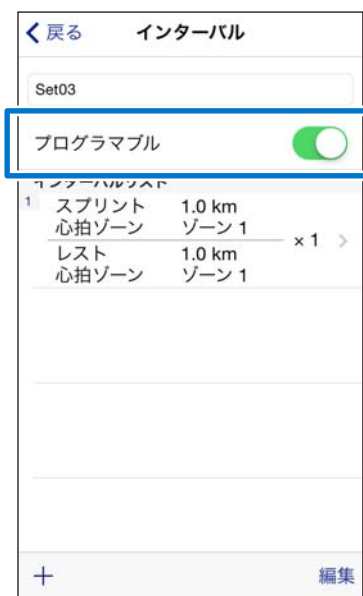 戻る インターバル
Set03
プログラマブル
インターバルリスト
1 スプリント 1.0 km
心拍ゾーン ゾーン 1
× 1
レスト 1.0 km
心拍ゾーン ゾーン 1
+ 編集